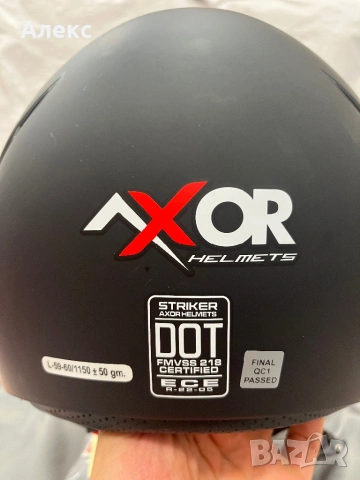 Алекс
AXOR
HELMETS
STRIKER
AXOR HELMETS
DOT
FMVSS 218
CERTIFIED
ECE
R-22-05
L-59-60/1150 ± 50 gm.
FINAL
QC1
PASSED
bazar